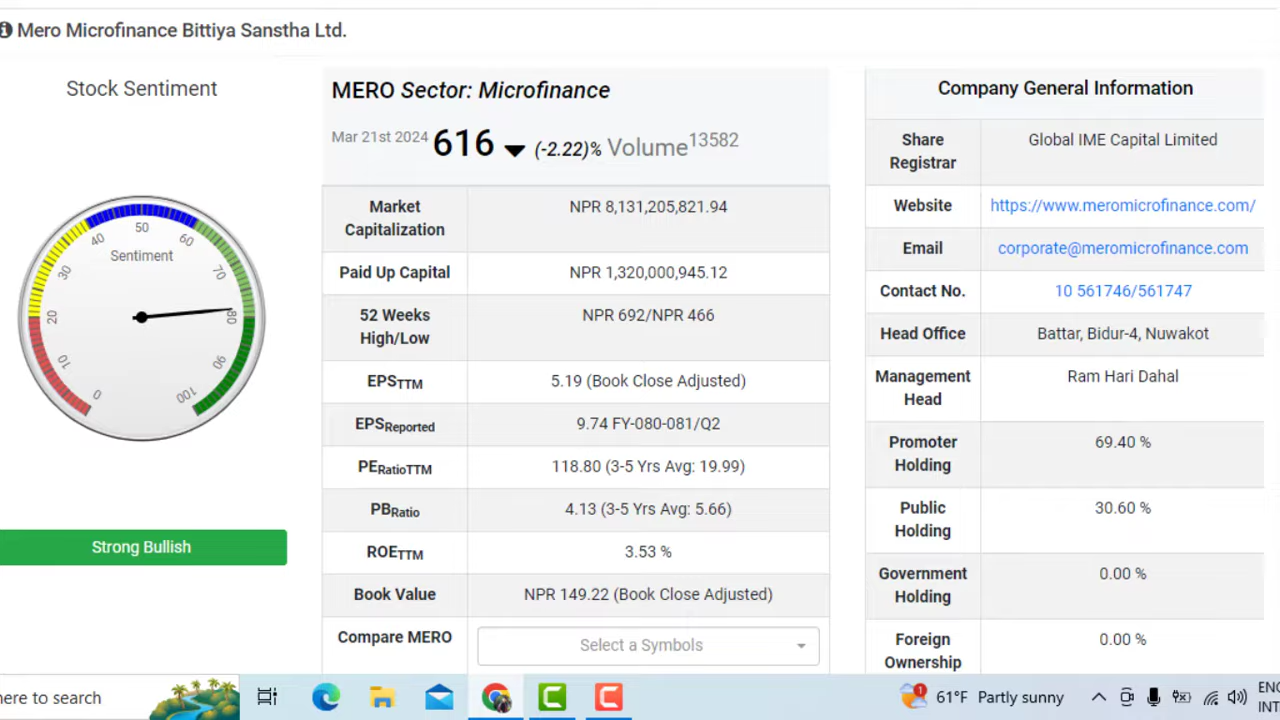 Mero Microfinance Bittiya Sanstha Ltd.
Stock Sentiment
0
10
20
30
40
50
60
70
80
90
100
Sentiment
Strong Bullish
MERO Sector: Microfinance
Mar 21st 2024 616 (-2.22)% Volume13582
Market
Capitalization
NPR 8,131,205,821.94
Paid Up Capital
NPR 1,320,000,945.12
52 Weeks
High/Low
NPR 692/NPR 466
EPSTTM
5.19 (Book Close Adjusted)
EPSReported
9.74 FY-080-081/Q2
PERatioTTM
118.80 (3-5 Yrs Avg: 19.99)
PBRatio
4.13 (3-5 Yrs Avg: 5.66)
ROETTM
3.53 %
Book Value
NPR 149.22 (Book Close Adjusted)
Compare MERO
Select a Symbols
Company General Information
Share
Registrar
Global IME Capital Limited
Website
https://www.meromicrofinance.com/
Email
corporate@meromicrofinance.com
Contact No.
10 561746/561747
Head Office
Battar, Bidur-4, Nuwakot
Management
Head
Ram Hari Dahal
Promoter
Holding
69.40 %
Public
Holding
30.60 %
Government
Holding
0.00 %
Foreign
Ownership
0.00 %
here to search
1
61°F Partly sunny
ENG
INT